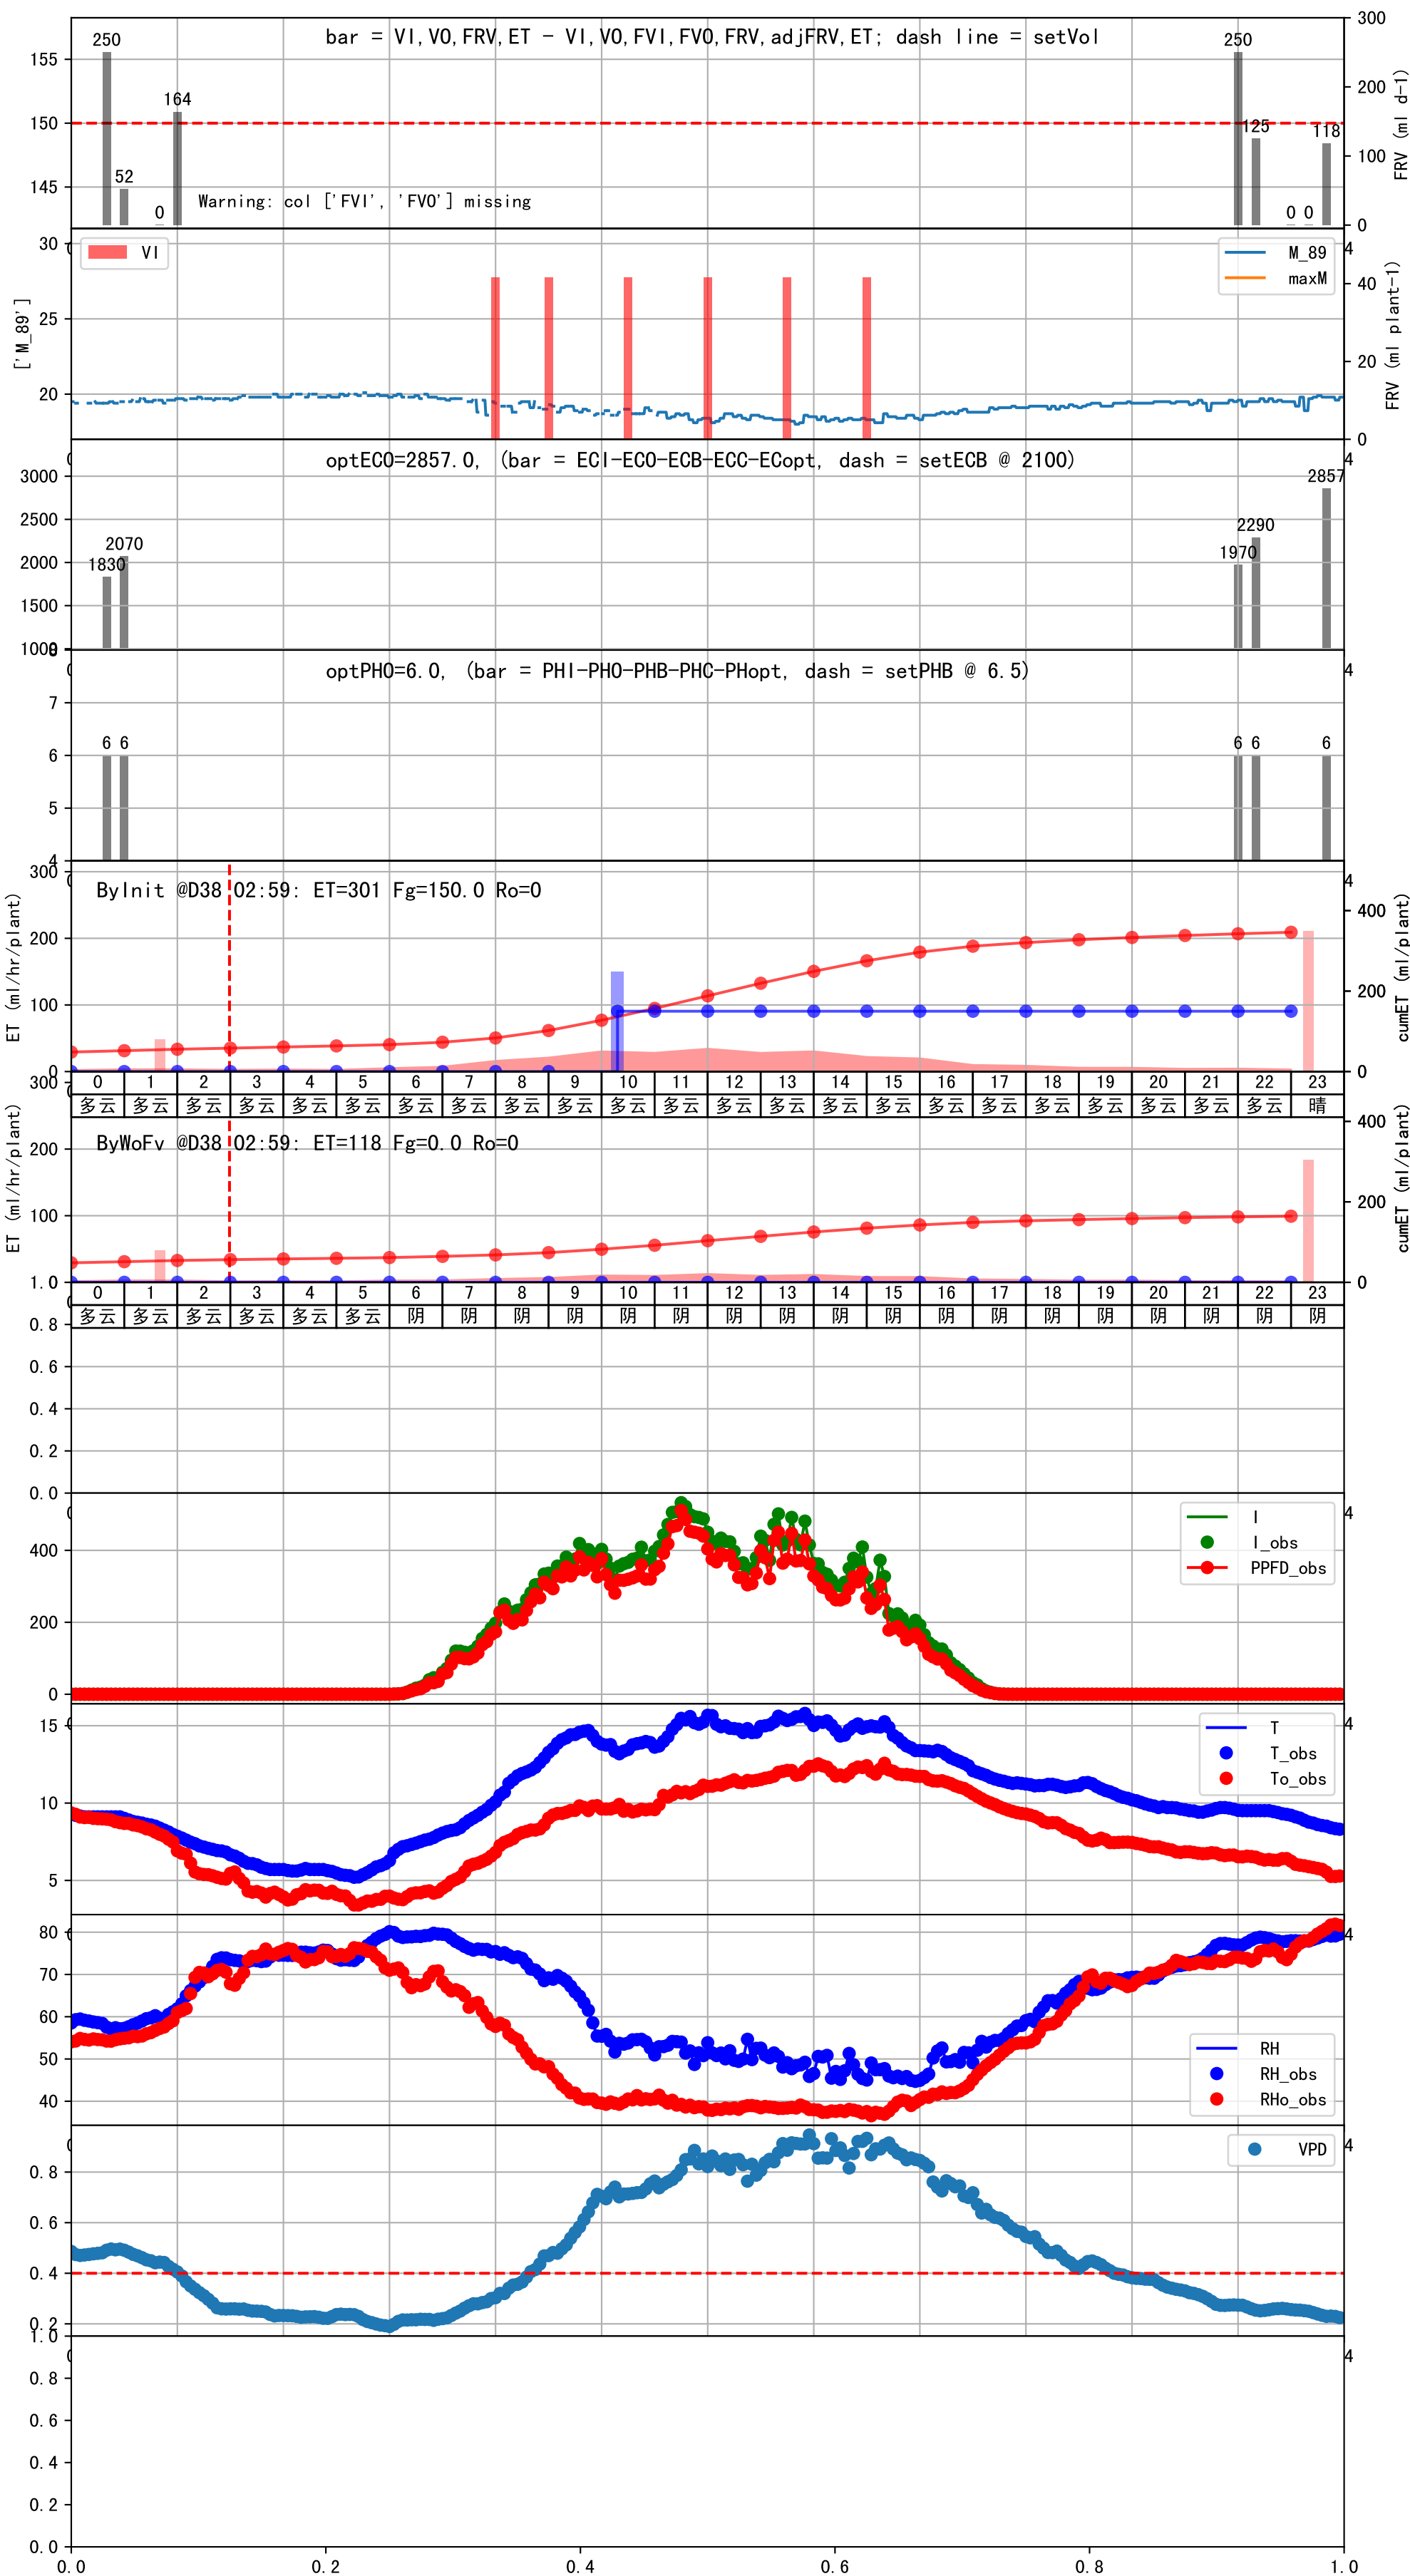 bar = VI,VO,FRV,ET - VI,VO,FVI,FVO,FRV,adjFRV,ET; dash line = setVol
300
250
250
155
200
164
150
125
118
FRV (ml d-1)
100
52
145
Warning: col ['FVI', 'FVO'] missing
0
0 0
0
30
VI
M_89
maxM
4
40
25
['M_89']
FRV (ml plant-1)
20
20
0
4
optECO=2857.0, (bar = ECI-ECO-ECB-ECC-ECopt, dash = setECB @ 2100)
3000
2857
2500
2290
2070
2000
1970
1830
1500
1000
optPHO=6.0, (bar = PHI-PHO-PHB-PHC-PHopt, dash = setPHB @ 6.5)
4
7
6 6
6 6
6
6
5
4
300
ByInit @D38 02:59: ET=301 Fg=150.0 Ro=0
4
400
200
ET (ml/hr/plant)
cumET (ml/plant)
200
100
0
0
300
0 1 2 3 4 5 6 7 8 9 10 11 12 13 14 15 16 17 18 19 20 21 22 23
多云 多云 多云 多云 多云 多云 多云 多云 多云 多云 多云 多云 多云 多云 多云 多云 多云 多云 多云 多云 多云 多云 多云 晴
400
ByWoFv @D38 02:59: ET=118 Fg=0.0 Ro=0
200
ET (ml/hr/plant)
cumET (ml/plant)
200
100
1.0
0
0 1 2 3 4 5 6 7 8 9 10 11 12 13 14 15 16 17 18 19 20 21 22 23
多云 多云 多云 多云 多云 多云 阴 阴 阴 阴 阴 阴 阴 阴 阴 阴 阴 阴 阴 阴 阴 阴 阴 阴
0.8
0.6
0.4
0.2
0.0
I
I_obs
PPFD_obs
4
400
200
0
T
T_obs
To_obs
15
4
10
5
80
4
70
60
50
40
RH
RH_obs
RHo_obs
VPD
4
0.8
0.6
0.4
0.2
1.0
4
0.8
0.6
0.4
0.2
0.0
0.0 0.2 0.4 0.6 0.8 1.0